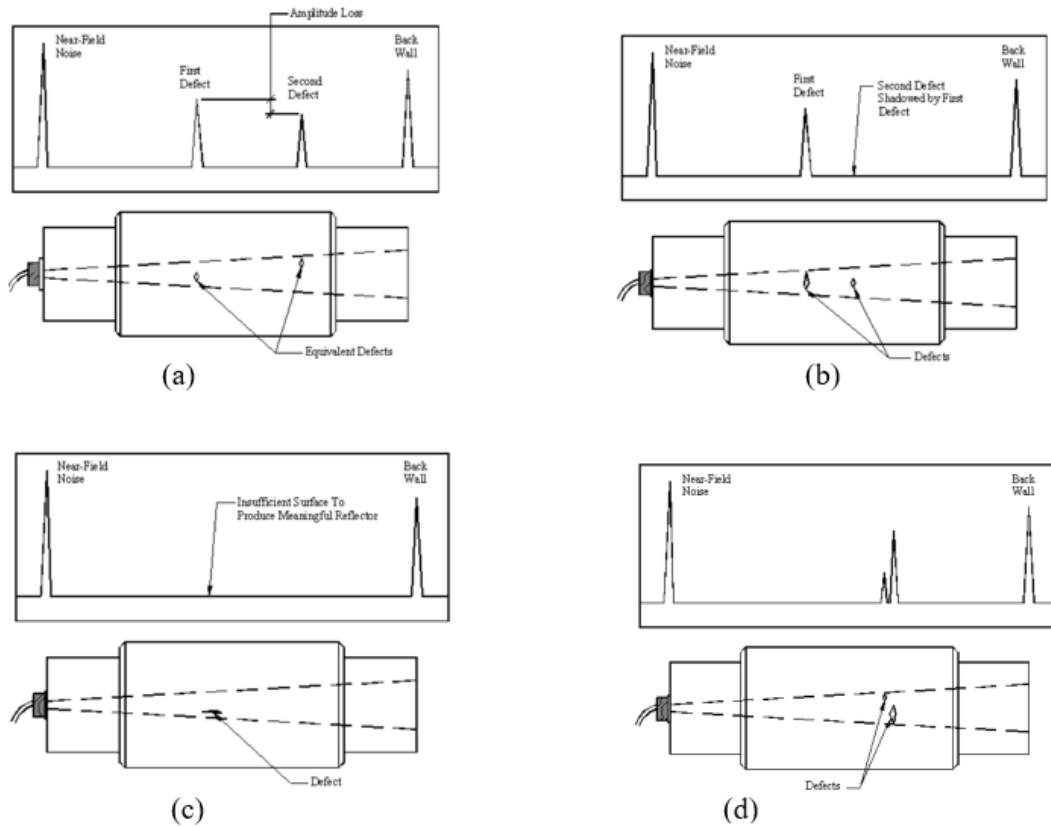 Amplitude Loss
Near-Field
Noise
First
Defect
Second
Defect
Back
Wall
Equivalent Defects
(a)
Near-Field
Noise
First
Defect
Second Defect
Shadowed by First
Defect
Back
Wall
Defects
(b)
Near-Field
Noise
Insufficient Surface To
Produce Meaningful Reflector
Back
Wall
Defect
(c)
Near-Field
Noise
Back
Wall
Defects
(d)